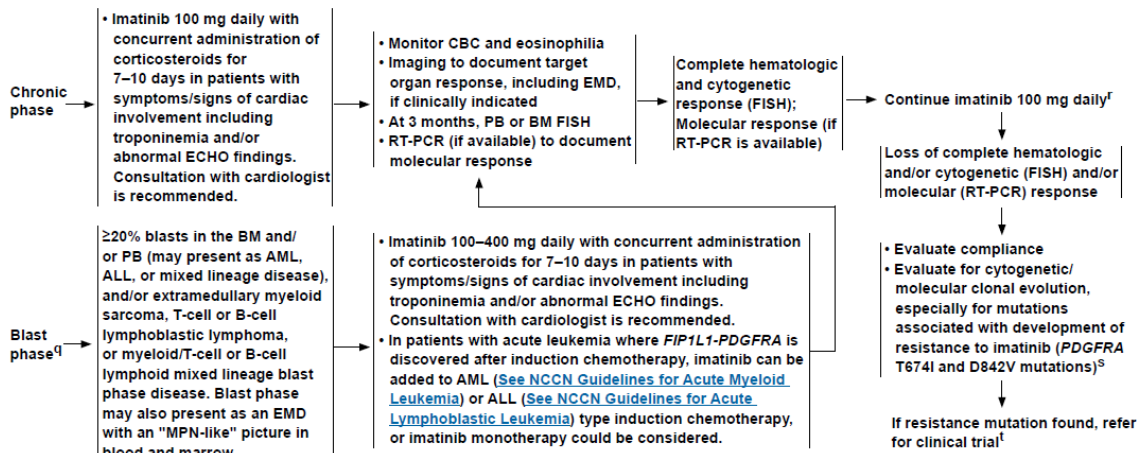 Chronic
phase
• Imatinib 100 mg daily with
concurrent administration of
corticosteroids for
7–10 days in patients with
symptoms/signs of cardiac
involvement including
troponinemia and/or
abnormal ECHO findings.
Consultation with cardiologist
is recommended.
• Monitor CBC and eosinophilia
• Imaging to document target
organ response, including EMD,
if clinically indicated
• At 3 months, PB or BM FISH
• RT-PCR (if available) to document
molecular response
Complete hematologic
and cytogenetic
response (FISH);
Molecular response (if
RT-PCR is available)
Continue imatinib 100 mg dailyʳ
Loss of complete hematologic
and/or cytogenetic (FISH) and/or
molecular (RT-PCR) response
• Evaluate compliance
• Evaluate for cytogenetic/
molecular clonal evolution,
especially for mutations
associated with development of
resistance to imatinib (PDGFRA
T674I and D842V mutations)ˢ
If resistance mutation found, refer
for clinical trialᵗ
Blast
phase^q
≥20% blasts in the BM and/
or PB (may present as AML,
ALL, or mixed lineage disease),
and/or extramedullary myeloid
sarcoma, T-cell or B-cell
lymphoblastic lymphoma,
or myeloid/T-cell or B-cell
lymphoid mixed lineage blast
phase disease. Blast phase
may also present as an EMD
with an "MPN-like" picture in
blood and marrow
• Imatinib 100–400 mg daily with concurrent administration
of corticosteroids for 7–10 days in patients with
symptoms/signs of cardiac involvement including
troponinemia and/or abnormal ECHO findings.
Consultation with cardiologist is recommended.
• In patients with acute leukemia where FIP1L1-PDGFRA is
discovered after induction chemotherapy, imatinib can be
added to AML (See NCCN Guidelines for Acute Myeloid
Leukemia) or ALL (See NCCN Guidelines for Acute
Lymphoblastic Leukemia) type induction chemotherapy,
or imatinib monotherapy could be considered.